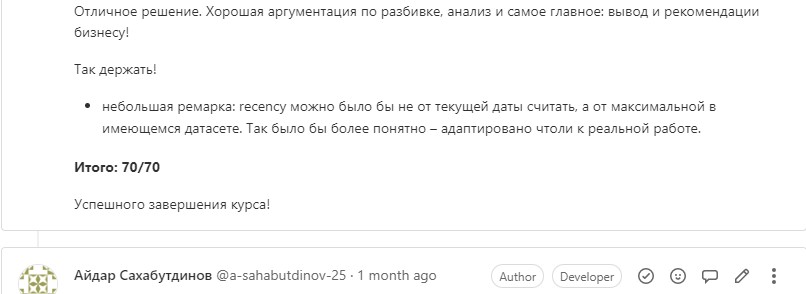 Отличное решение. Хорошая аргументация по разбивке, анализ и самое главное: вывод и рекомендации
бизнесу!
Так держать!
• небольшая ремарка: recency можно было бы не от текущей даты считать, а от максимальной в
имеющемся датасете. Так было бы более понятно – адаптировано чтоли к реальной работе.
Итого: 70/70
Успешного завершения курса!
Айдар Сахабутдинов @a-sahabutdinov-25 · 1 month ago Author Developer